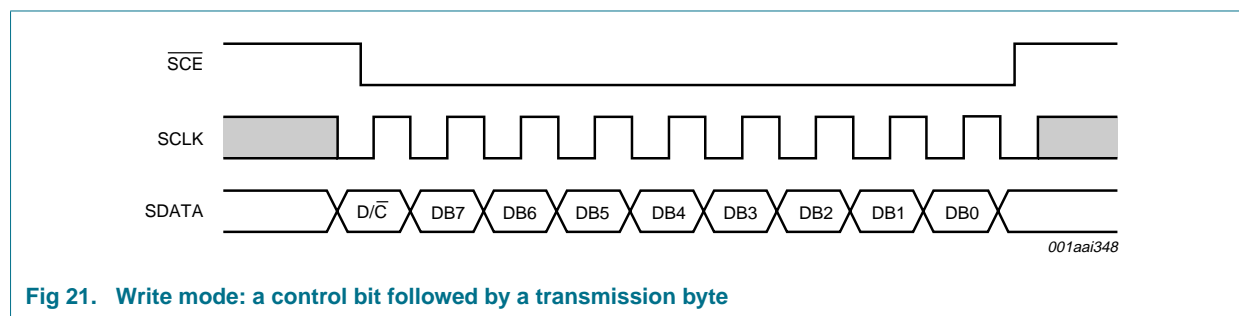 S̅C̅E̅
SCLK
SDATA
D/C̅ DB7 DB6 DB5 DB4 DB3 DB2 DB1 DB0
001aai348
Fig 21. Write mode: a control bit followed by a transmission byte